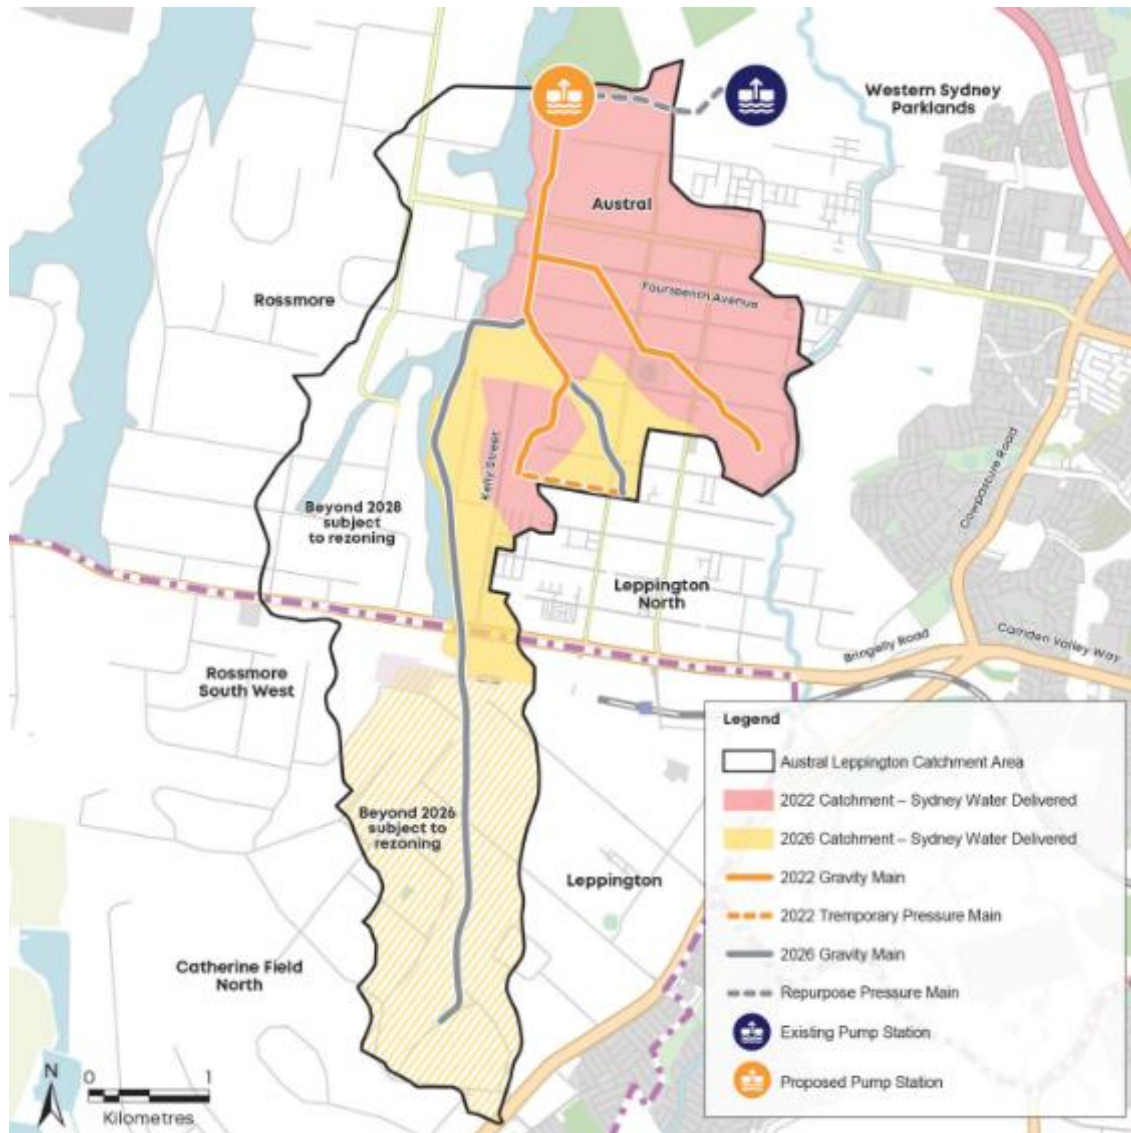 Western Sydney
Parklands
Austral
Fourteenth Avenue
Rossmore
Kelly Street
Cowpasture Road
Beyond 2028
subject
to rezoning
Leppington
North
Bringelly Road
Camden Valley Way
Rossmore
South West
Beyond 2026
subject to
rezoning
Leppington
Catherine Field
North
N
0 1
Kilometres
Legend
Austral Leppington Catchment Area
2022 Catchment – Sydney Water Delivered
2026 Catchment – Sydney Water Delivered
2022 Gravity Main
2022 Tremporary Pressure Main
2026 Gravity Main
Repurpose Pressure Main
Existing Pump Station
Proposed Pump Station